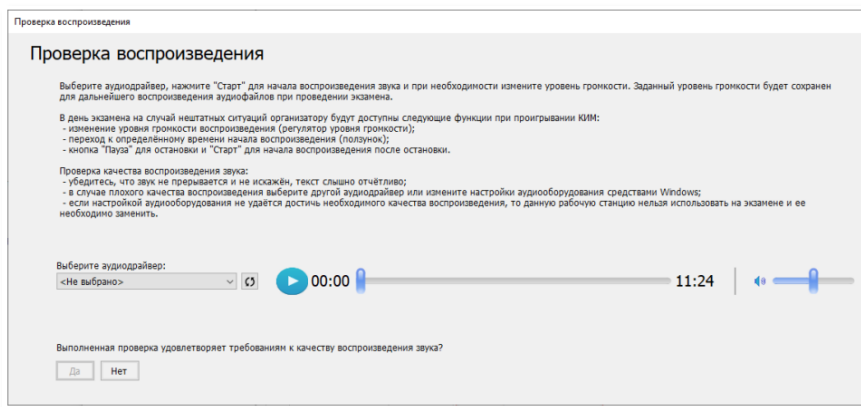 Проверка воспроизведения
Проверка воспроизведения
Выберите аудиодрайвер, нажмите "Старт" для начала воспроизведения звука и при необходимости измените уровень громкости. Заданный уровень громкости будет сохранен
для дальнейшего воспроизведения аудиофайлов при проведении экзамена.
В день экзамена на случай нештатных ситуаций организатору будут доступны следующие функции при проигрывании КИМ:
- изменение уровня громкости воспроизведения (регулятор уровня громкости);
- переход к определённому времени начала воспроизведения (ползунок);
- кнопка "Пауза" для остановки и "Старт" для начала воспроизведения после остановки.
Проверка качества воспроизведения звука:
- убедитесь, что звук не прерывается и не искажён, текст слышно отчётливо;
- в случае плохого качества воспроизведения выберите другой аудиодрайвер или измените настройки аудиооборудования средствами Windows;
- если настройкой аудиооборудования не удаётся достичь необходимого качества воспроизведения, то данную рабочую станцию нельзя использовать на экзамене и ее
необходимо заменить.
Выберите аудиодрайвер:
<Не выбрано> 00:00 11:24
Выполненная проверка удовлетворяет требованиям к качеству воспроизведения звука?
Да Нет